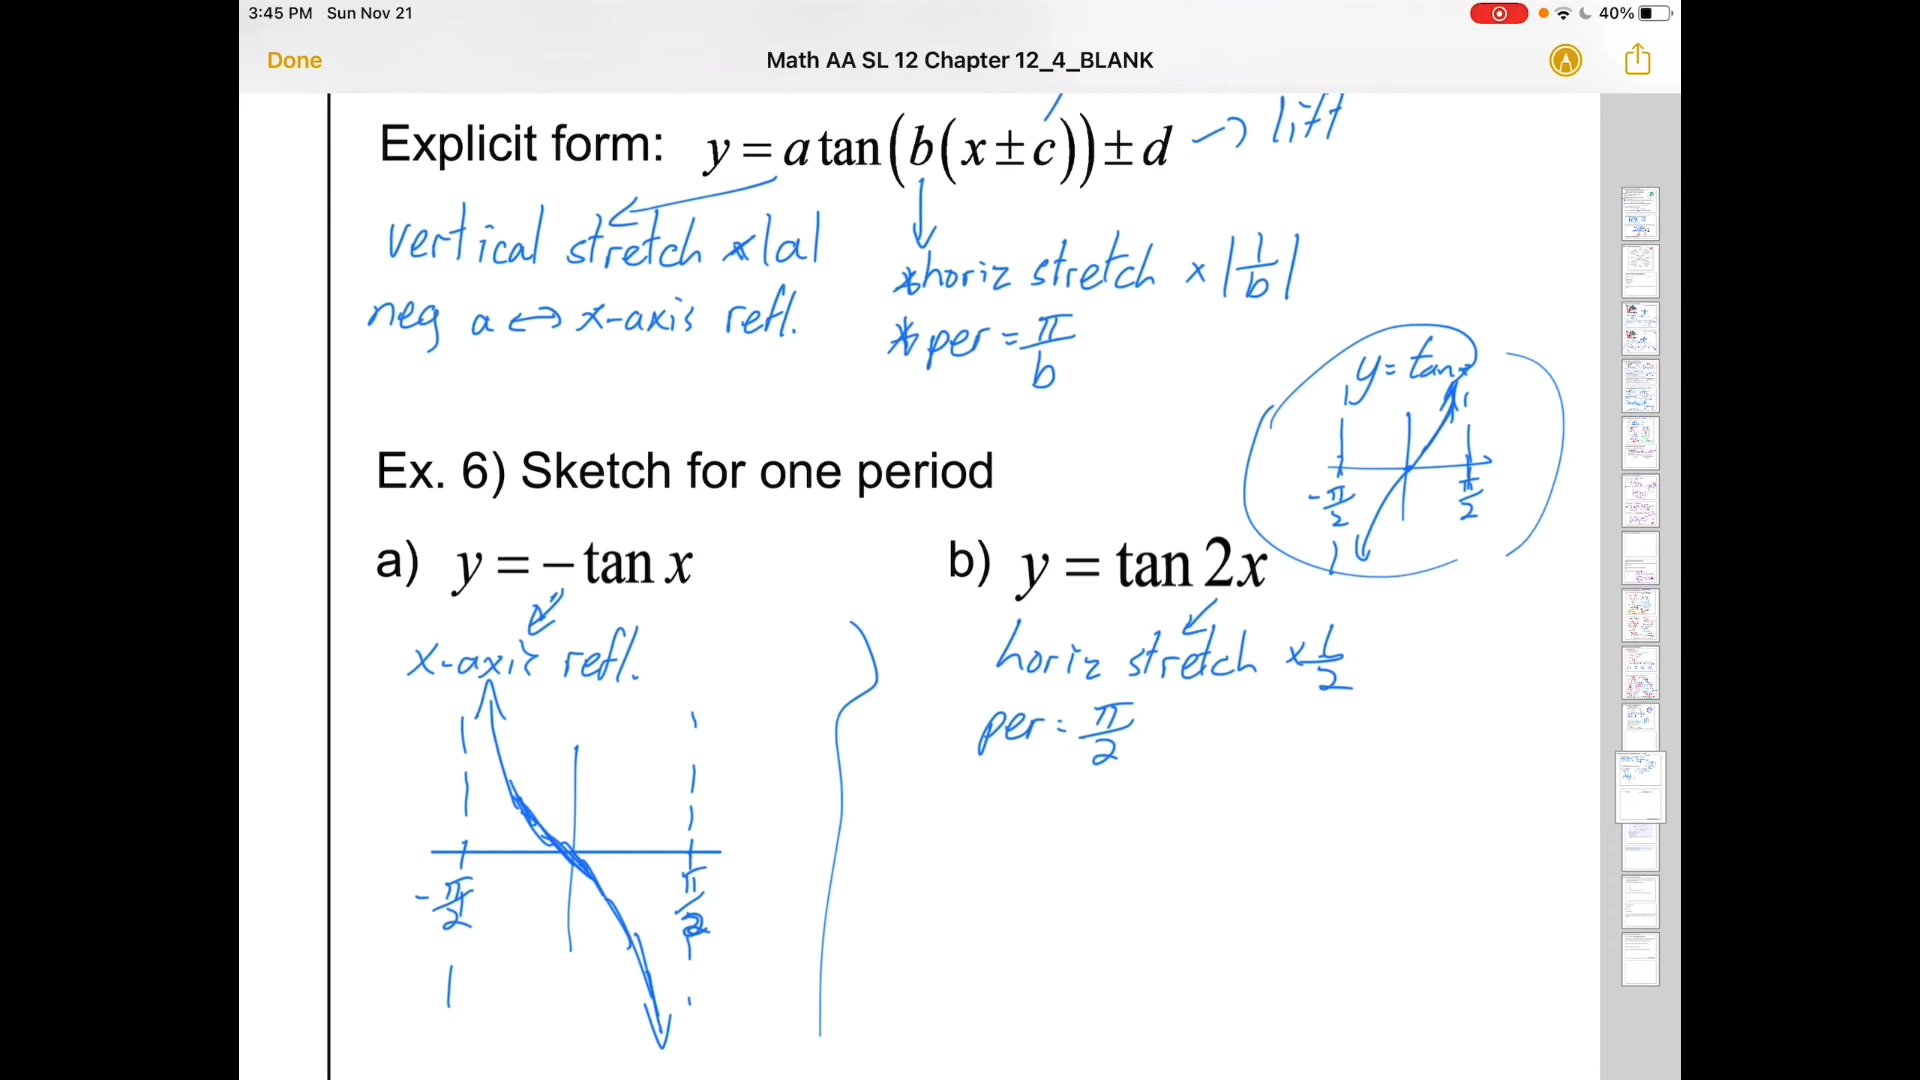 3:45 PM Sun Nov 21
40%
Done
Math AA SL 12 Chapter 12_4_BLANK
Explicit form: y = a tan(b(x ± c)) ± d → lift
vertical stretch x|a|
neg a ↔ x-axis refl.
*horiz stretch x |1/b|
*per = π/b
y = tan x
-π/2 π/2
Ex. 6) Sketch for one period
a) y = – tan x
x-axis refl.
-π/2 π/2
b) y = tan 2x
horiz stretch x 1/2
per = π/2